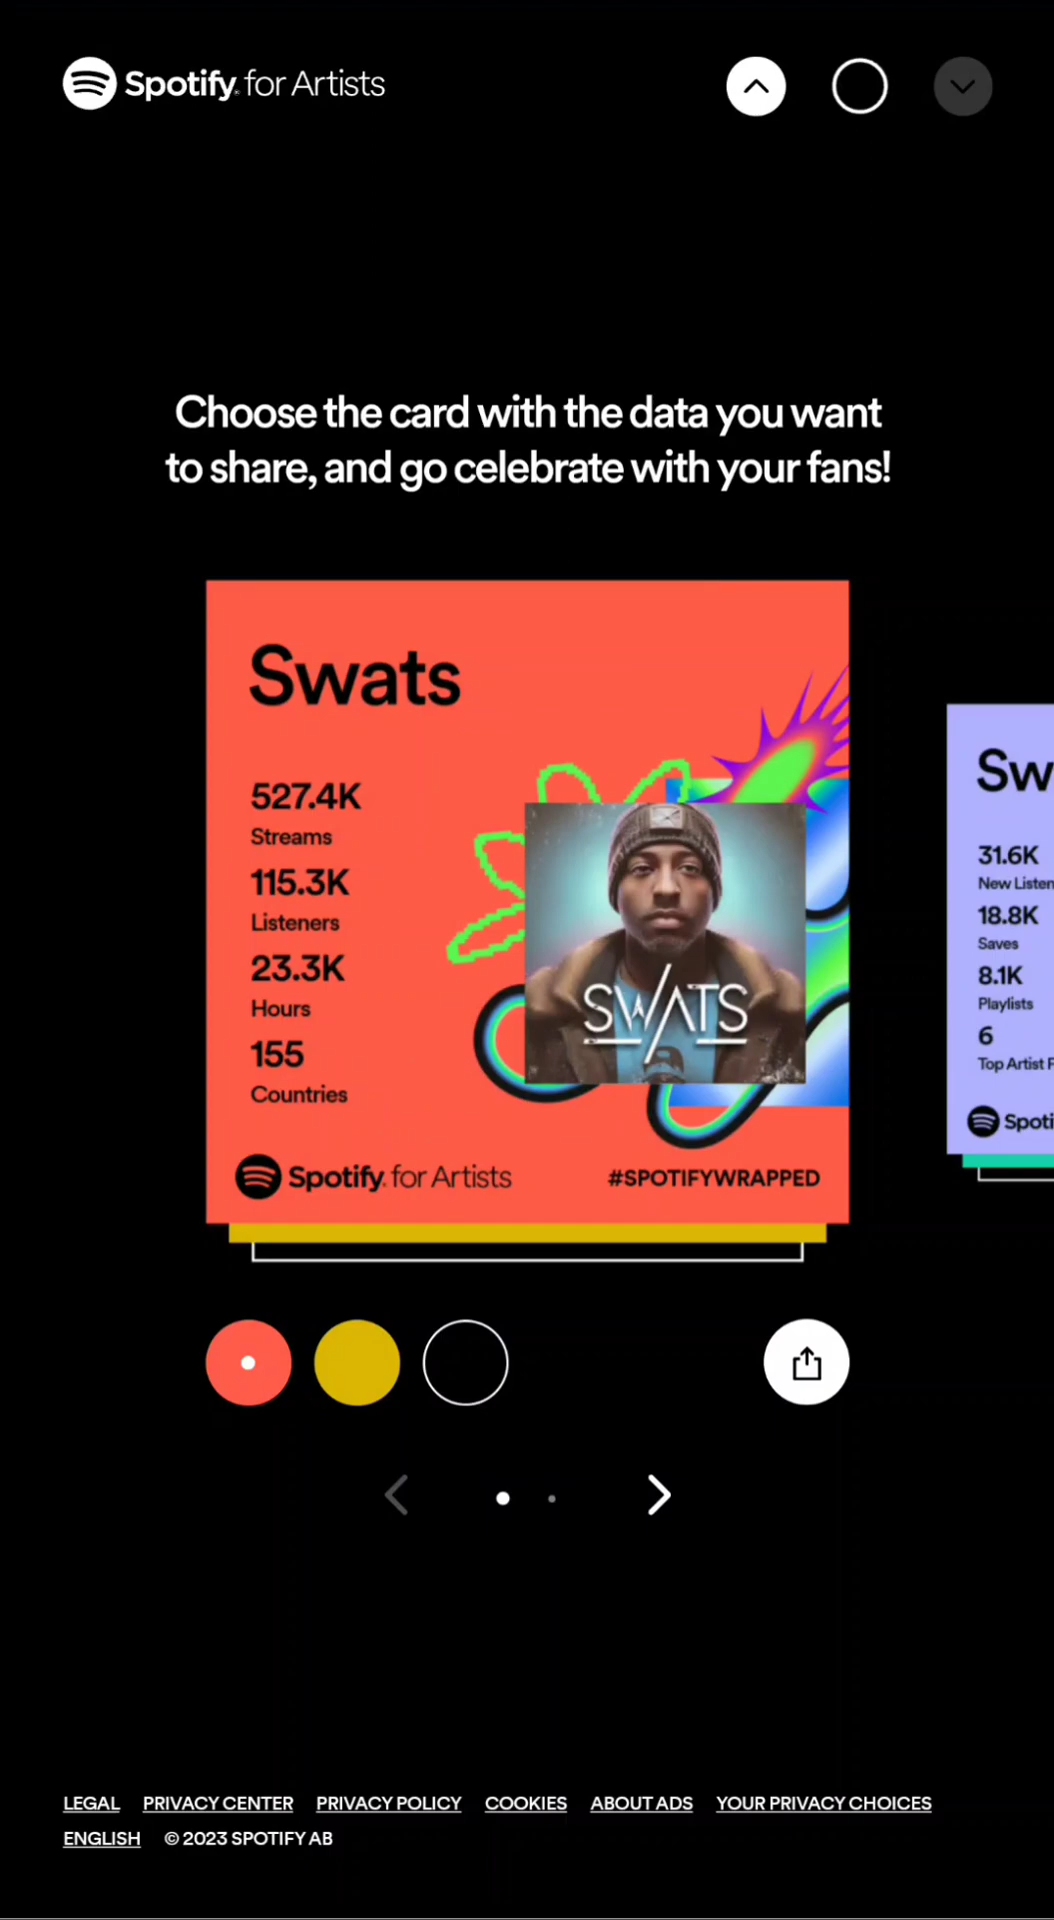 Spotify for Artists
Choose the card with the data you want
to share, and go celebrate with your fans!
Swats
527.4K
Streams
115.3K
Listeners
23.3K
Hours
155
Countries
SWATS
Spotify for Artists
#SPOTIFYWRAPPED
Sw
31.6K
New Listen
18.8K
Saves
8.1K
Playlists
6
Top Artist F
Spoti
LEGAL PRIVACY CENTER PRIVACY POLICY COOKIES ABOUT ADS YOUR PRIVACY CHOICES
ENGLISH © 2023 SPOTIFY AB